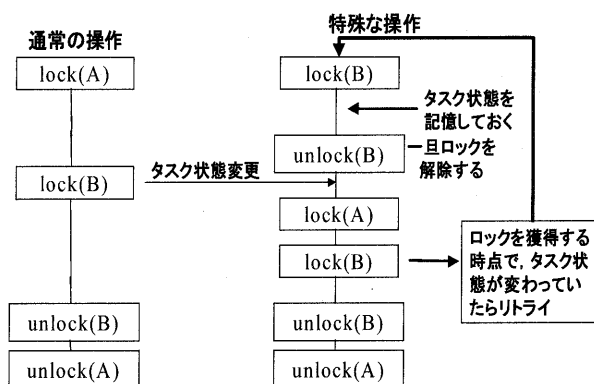 通常の操作
lock(A)
lock(B)
unlock(B)
unlock(A)
タスク状態変更
特殊な操作
lock(B)
タスク状態を
記憶しておく
unlock(B)
一旦ロックを
解除する
lock(A)
lock(B)
unlock(B)
unlock(A)
ロックを獲得する
時点で，タスク状
態が変わってい
たらリトライ